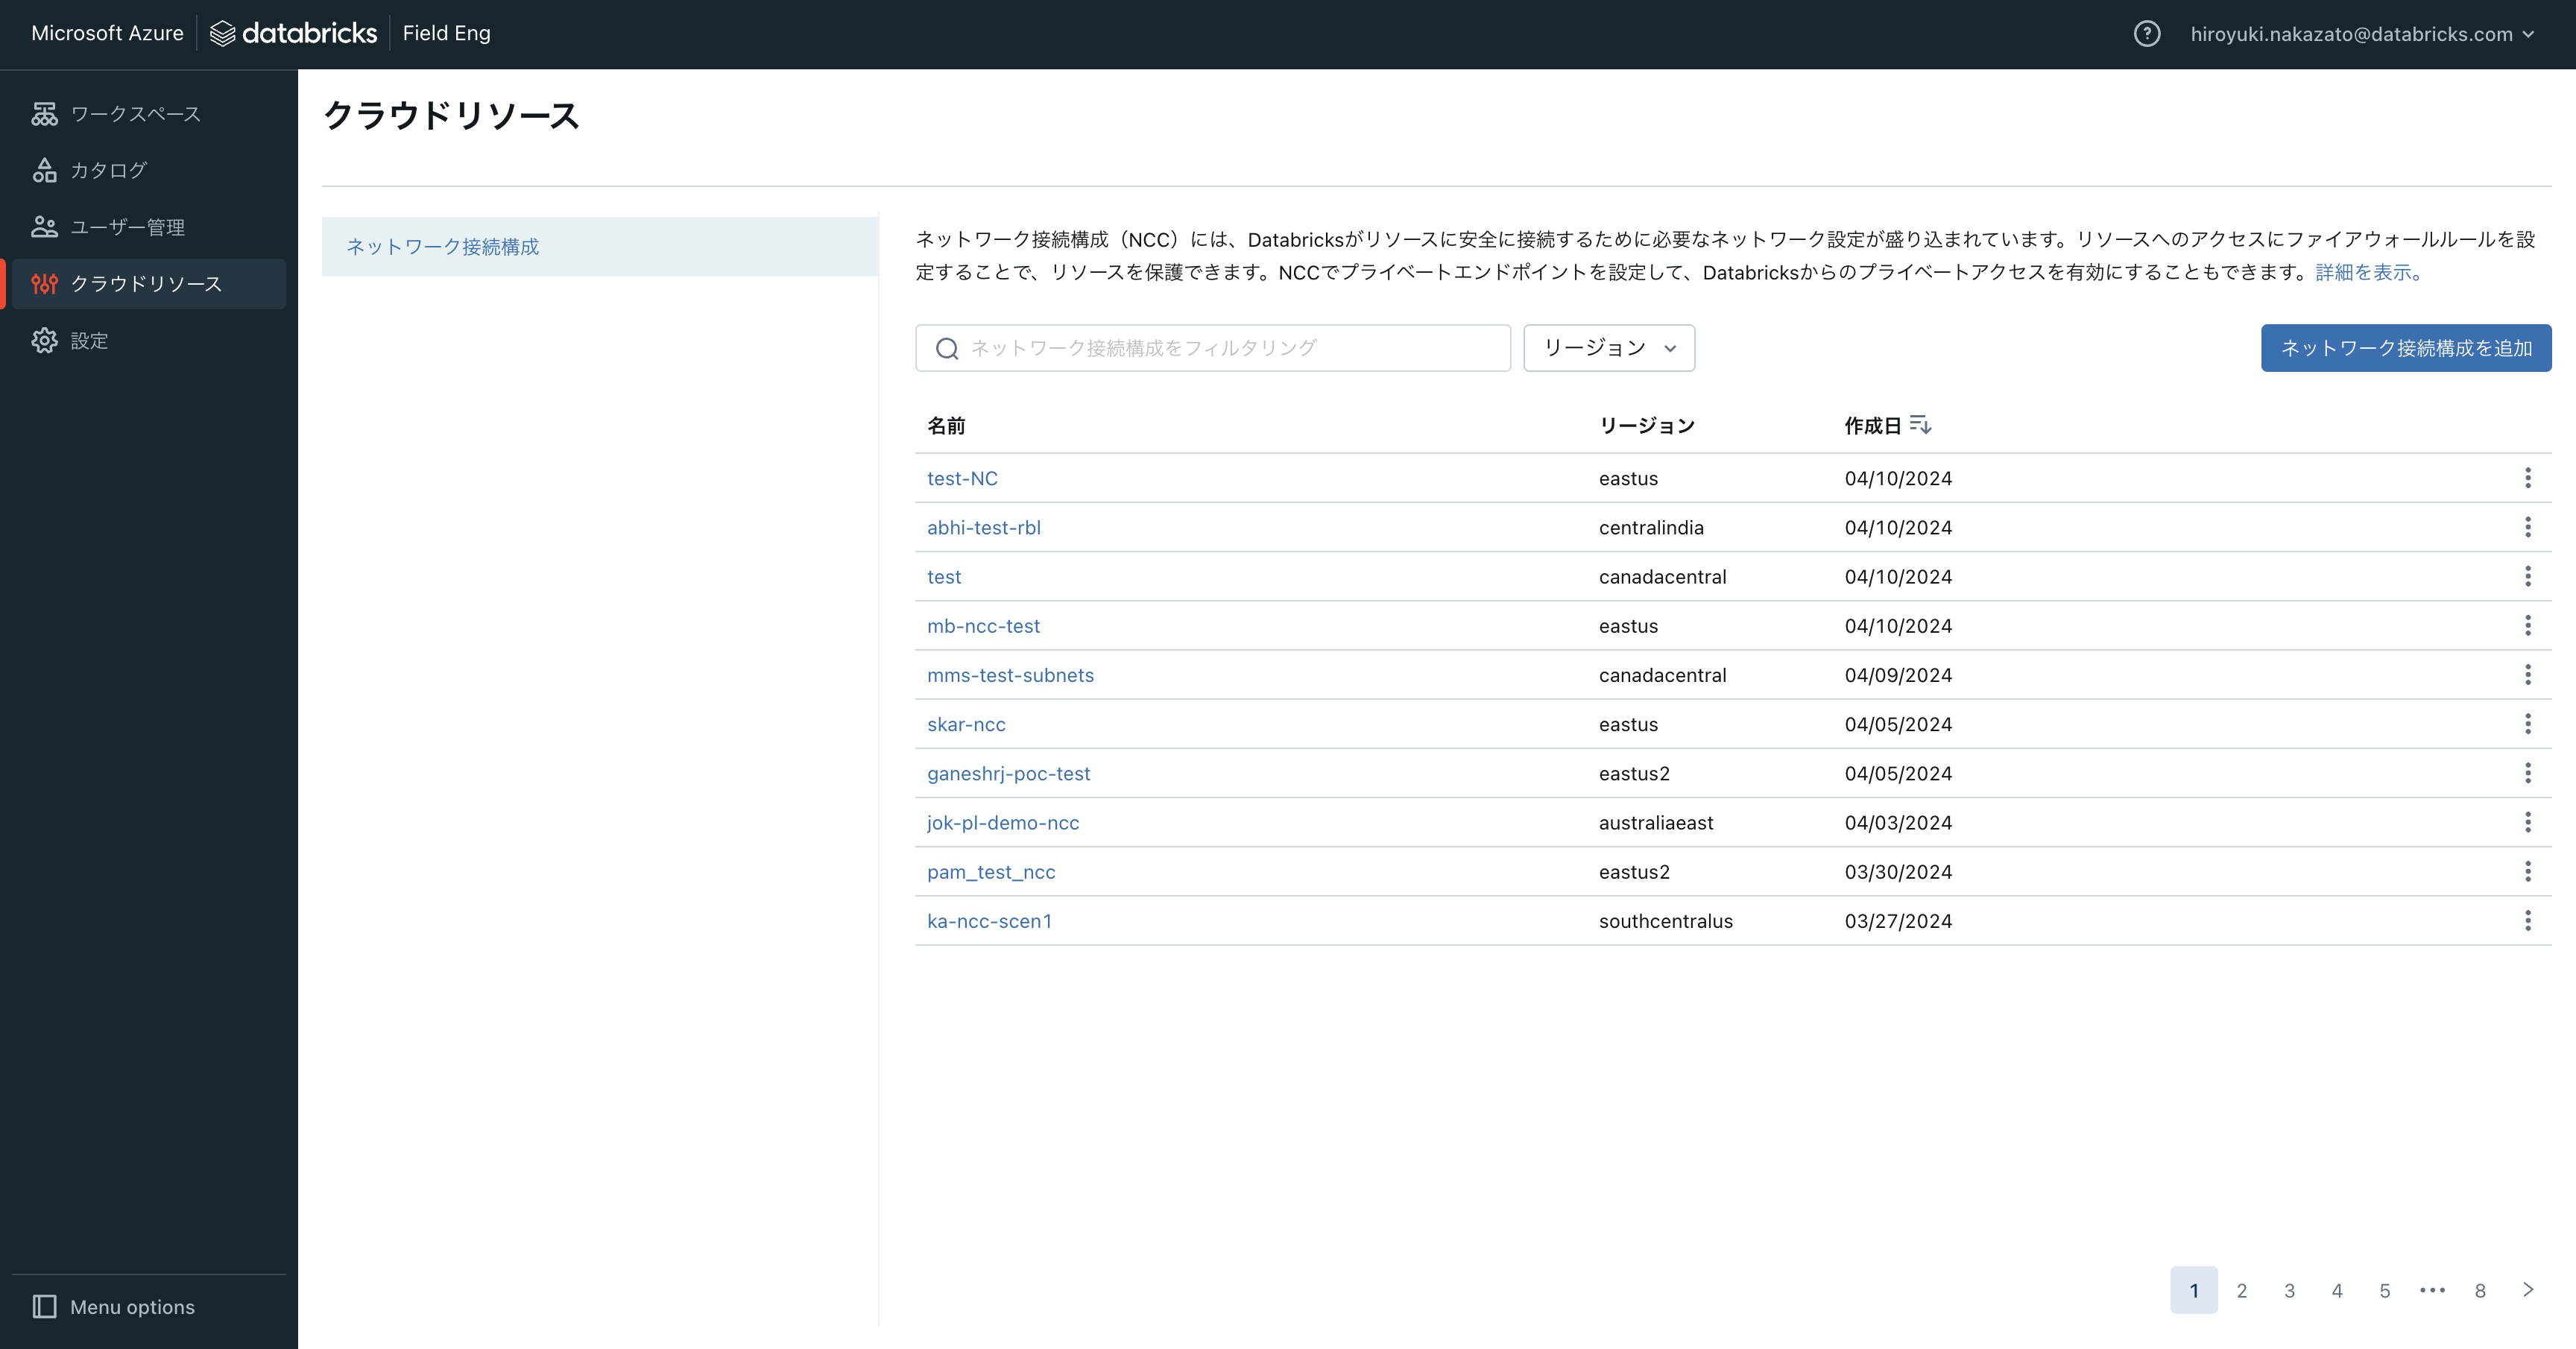 Microsoft Azure databricks Field Eng
hiroyuki.nakazato@databricks.com
ワークスペース
カタログ
ユーザー管理
クラウドリソース
設定
Menu options
クラウドリソース
ネットワーク接続構成
ネットワーク接続構成（NCC）には、Databricksがリソースに安全に接続するために必要なネットワーク設定が盛り込まれています。リソースへのアクセスにファイアウォールルールを設
定することで、リソースを保護できます。NCCでプライベートエンドポイントを設定して、Databricksからのプライベートアクセスを有効にすることもできます。詳細を表示。
ネットワーク接続構成をフィルタリング リージョン ネットワーク接続構成を追加
名前 リージョン 作成日
test-NC eastus 04/10/2024
abhi-test-rbl centralindia 04/10/2024
test canadacentral 04/10/2024
mb-ncc-test eastus 04/10/2024
mms-test-subnets canadacentral 04/09/2024
skar-ncc eastus 04/05/2024
ganeshrj-poc-test eastus2 04/05/2024
jok-pl-demo-ncc australiaeast 04/03/2024
pam_test_ncc eastus2 03/30/2024
ka-ncc-scen1 southcentralus 03/27/2024
1 2 3 4 5 ••• 8 >